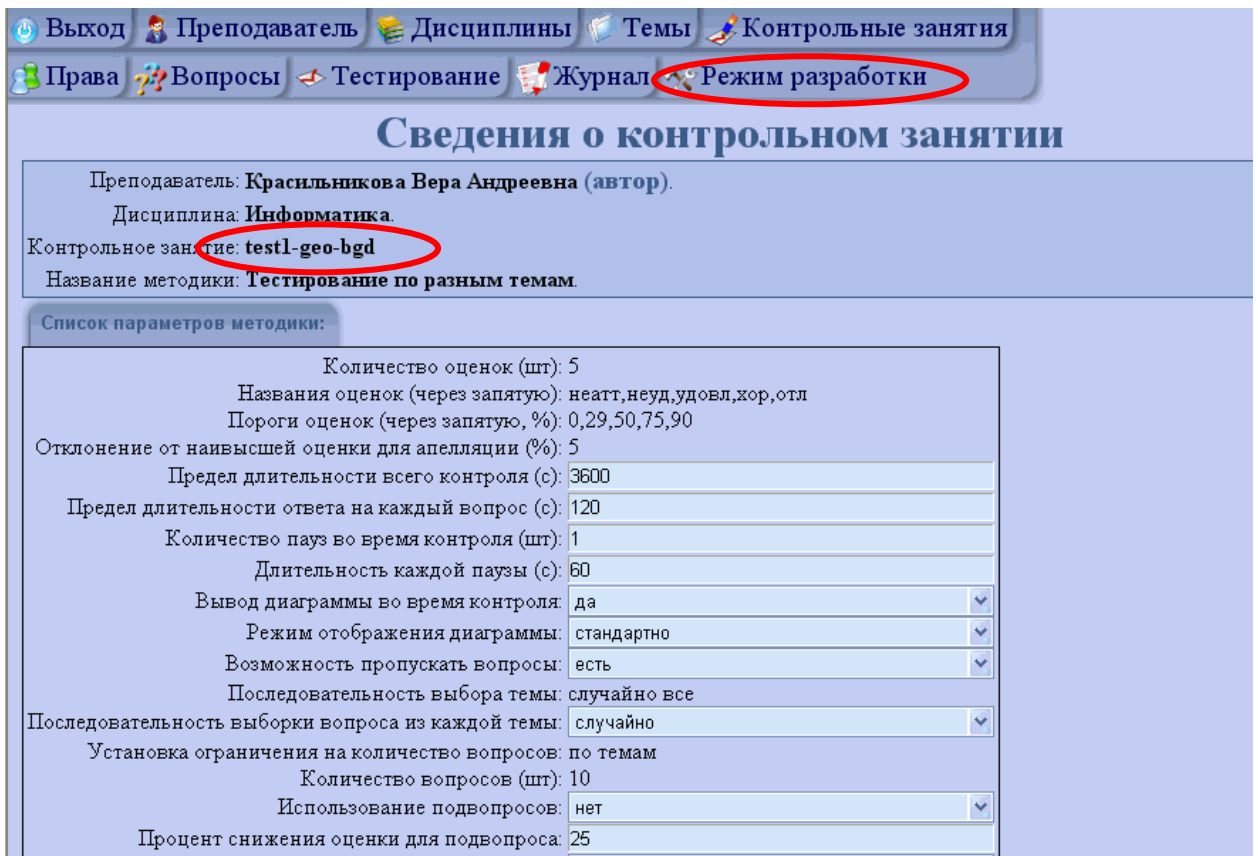 Выход Преподаватель Дисциплины Темы Контрольные занятия
Права Вопросы Тестирование Журнал Режим разработки
Сведения о контрольном занятии
Преподаватель: Красильникова Вера Андреевна (автор).
Дисциплина: Информатика.
Контрольное занятие: test1-geo-bgd
Название методики: Тестирование по разным темам.
Список параметров методики:
Количество оценок (шт): 5
Названия оценок (через запятую): неатт,неуд,удовл,хор,отл
Пороги оценок (через запятую, %): 0,29,50,75,90
Отклонение от наивысшей оценки для апелляции (%): 5
Предел длительности всего контроля (с): 3600
Предел длительности ответа на каждый вопрос (с): 120
Количество пауз во время контроля (шт): 1
Длительность каждой паузы (с): 60
Вывод диаграммы во время контроля: да
Режим отображения диаграммы: стандартно
Возможность пропускать вопросы: есть
Последовательность выбора темы: случайно все
Последовательность выборки вопроса из каждой темы: случайно
Установка ограничения на количество вопросов: по темам
Количество вопросов (шт): 10
Использование подвопросов: нет
Процент снижения оценки для подвопроса: 25